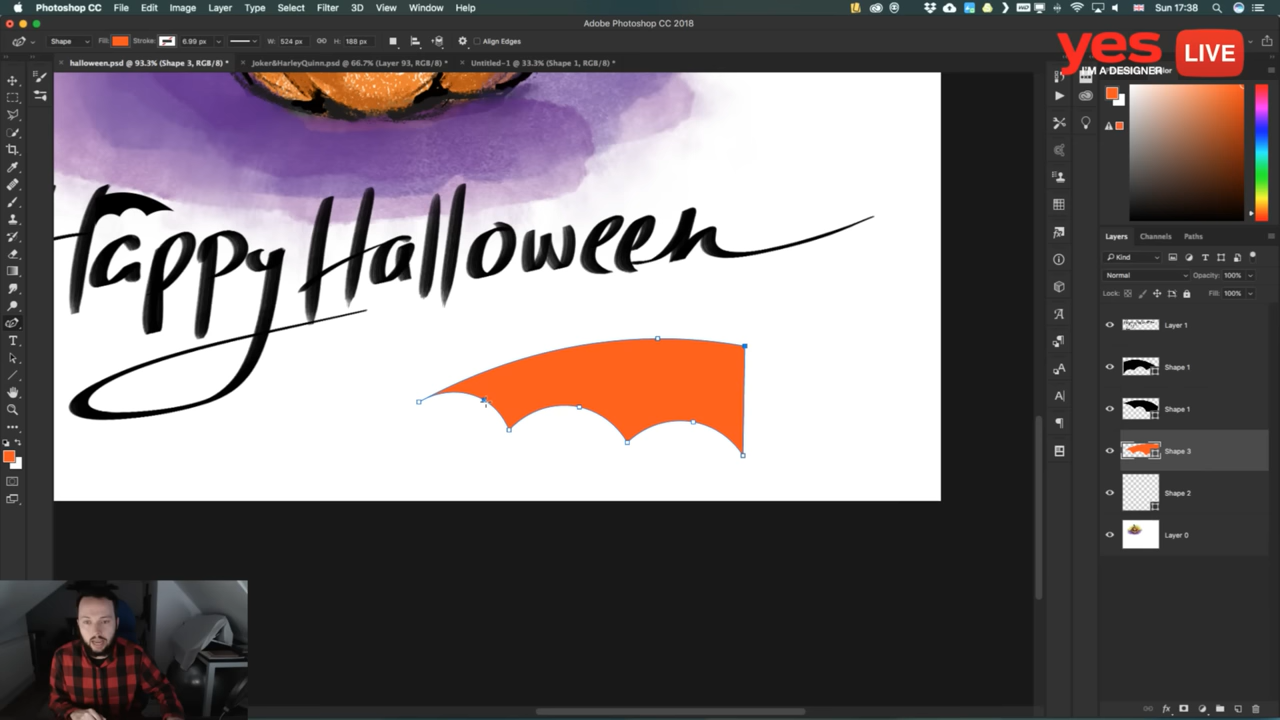 Photoshop CC File Edit Image Layer Type Select Filter 3D View Window Help
Sun 17:38
Adobe Photoshop CC 2018
Shape Fill: Stroke: 6.99 px W: 524 px H: 188 px Align Edges
halloween.psd @ 93.3% (Shape 3, RGB/8) * Joker&HarleyQuinn.psd @ 66.7% (Layer 93, RGB/8) * Untitled-1 @ 33.3% (Shape 1, RGB/8) *
yes LIVE
I'M A DESIGNER
Happy Halloween
Layers Channels Paths
Kind
Normal Opacity: 100%
Lock: Fill: 100%
Layer 1
Shape 1
Shape 1
Shape 3
Shape 2
Layer 0